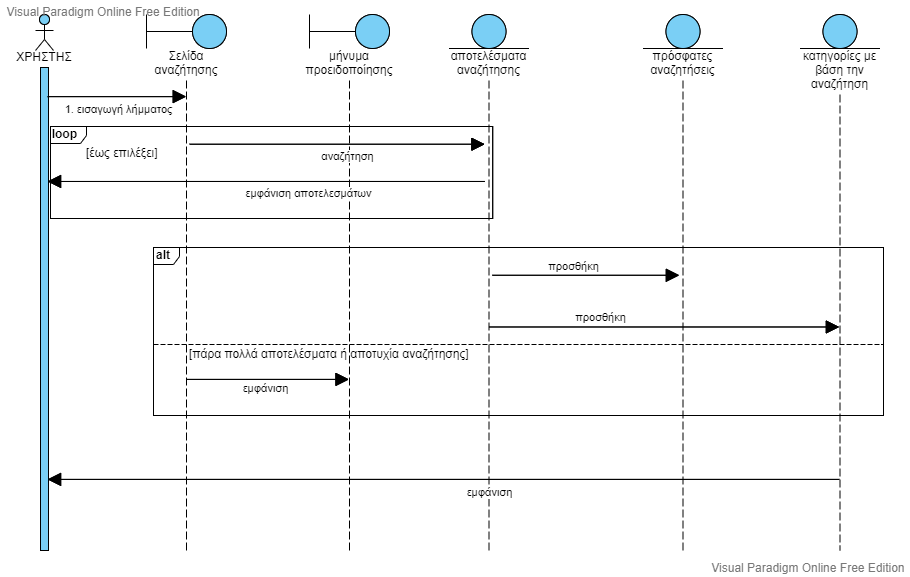 Visual Paradigm Online Free Edition
ΧΡΗΣΤΗΣ
Σελίδα
αναζήτησης
μήνυμα
προειδοποίησης
αποτελέσματα
αναζήτησης
πρόσφατες
αναζητήσεις
κατηγορίες με
βάση την
αναζήτηση
1. εισαγωγή λήμματος
loop
[έως επιλέξει]
αναζήτηση
εμφάνιση αποτελεσμάτων
alt
προσθήκη
προσθήκη
[πάρα πολλά αποτελέσματα ή αποτυχία αναζήτησης]
εμφάνιση
εμφάνιση
Visual Paradigm Online Free Edition